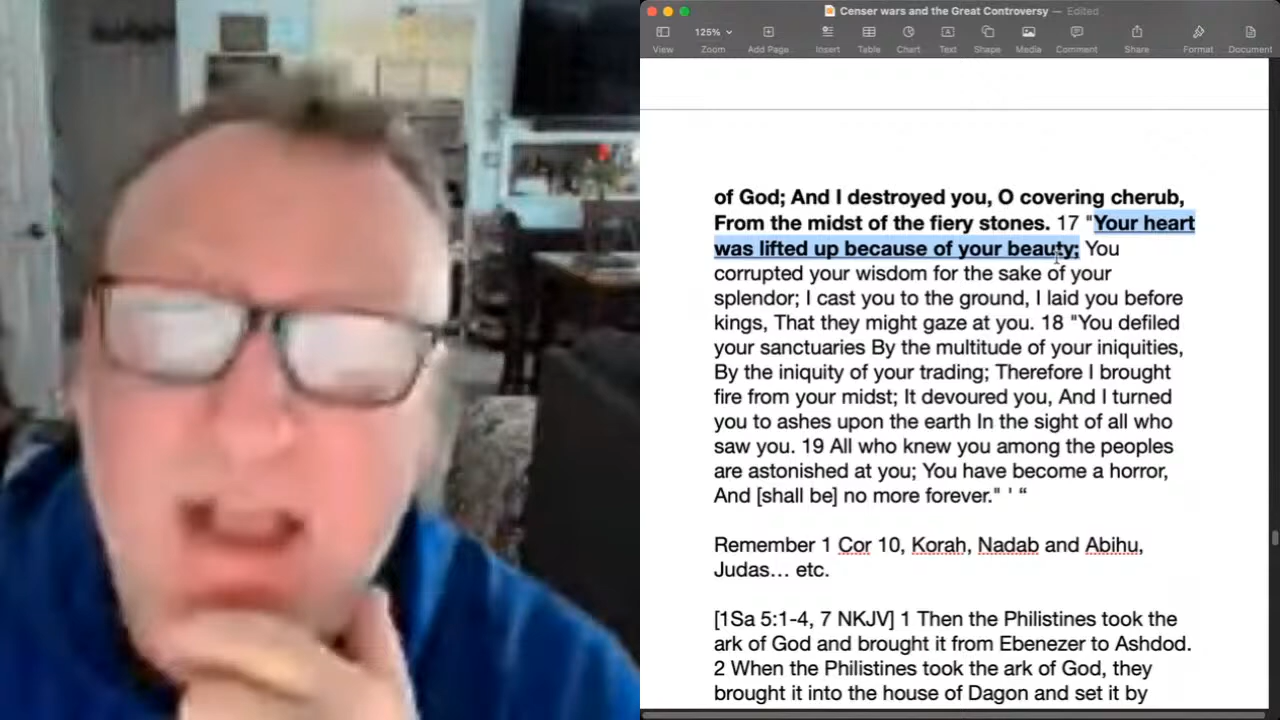 Censer wars and the Great Controversy — Edited
125%
View
Zoom
Add Page
Insert
Table
Chart
Text
Shape
Media
Comment
Share
Format
Document
of God; And I destroyed you, O covering cherub,
From the midst of the fiery stones. 17 "Your heart
was lifted up because of your beauty; You
corrupted your wisdom for the sake of your
splendor; I cast you to the ground, I laid you before
kings, That they might gaze at you. 18 "You defiled
your sanctuaries By the multitude of your iniquities,
By the iniquity of your trading; Therefore I brought
fire from your midst; It devoured you, And I turned
you to ashes upon the earth In the sight of all who
saw you. 19 All who knew you among the peoples
are astonished at you; You have become a horror,
And [shall be] no more forever." ' “
Remember 1 Cor 10, Korah, Nadab and Abihu,
Judas… etc.
[1Sa 5:1-4, 7 NKJV] 1 Then the Philistines took the
ark of God and brought it from Ebenezer to Ashdod.
2 When the Philistines took the ark of God, they
brought it into the house of Dagon and set it by